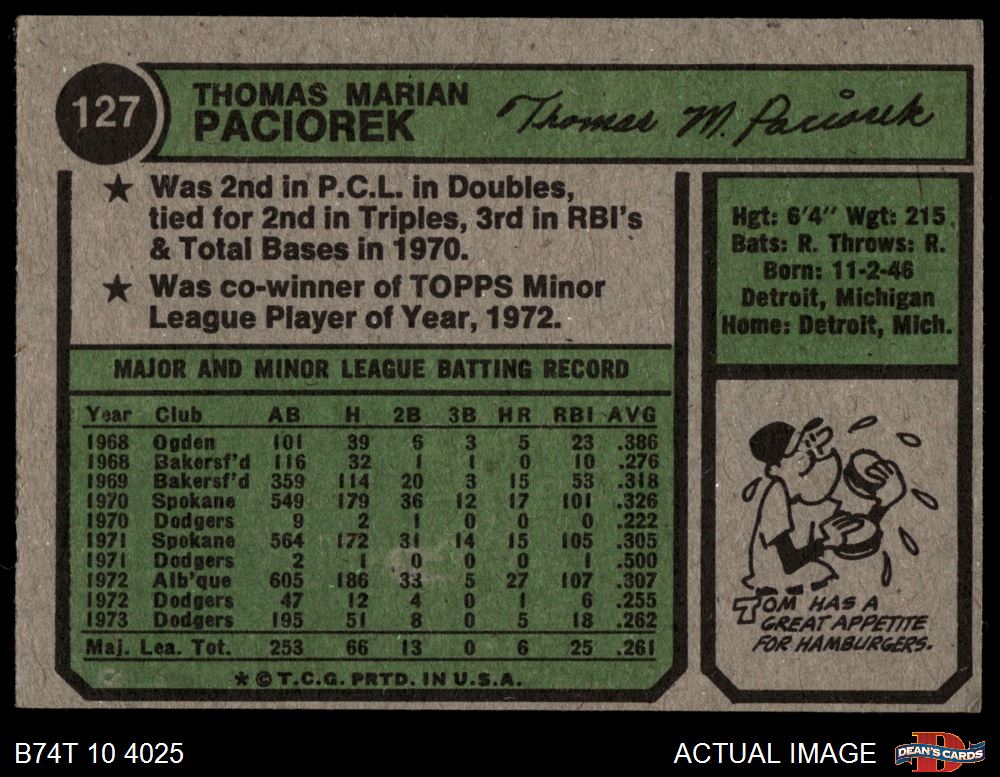 127
THOMAS MARIAN
PACIOREK
Thomas M. Paciorek
★ Was 2nd in P.C.L. in Doubles,
tied for 2nd in Triples, 3rd in RBI's
& Total Bases in 1970.
★ Was co-winner of TOPPS Minor
League Player of Year, 1972.
Hgt: 6'4" Wgt: 215
Bats: R. Throws: R.
Born: 11-2-46
Detroit, Michigan
Home: Detroit, Mich.
MAJOR AND MINOR LEAGUE BATTING RECORD
Year Club AB H 2B 3B HR RBI AVG
1968 Ogden 101 39 6 3 5 23 .386
1968 Bakersf'd 116 32 1 1 0 10 .276
1969 Bakersf'd 359 114 20 3 15 53 .318
1970 Spokane 549 179 36 12 17 101 .326
1970 Dodgers 9 2 1 0 0 0 .222
1971 Spokane 564 172 31 14 15 105 .305
1971 Dodgers 2 1 0 0 0 1 .500
1972 Alb'que 605 186 33 5 27 107 .307
1972 Dodgers 47 12 4 0 1 6 .255
1973 Dodgers 195 51 8 0 5 18 .262
Maj. Lea. Tot. 253 66 13 0 6 25 .261
★ © T.C.G. PRTD. IN U.S.A.
TOM HAS A
GREAT APPETITE
FOR HAMBURGERS.
B74T 10 4025
ACTUAL IMAGE
D
DEAN'S CARDS